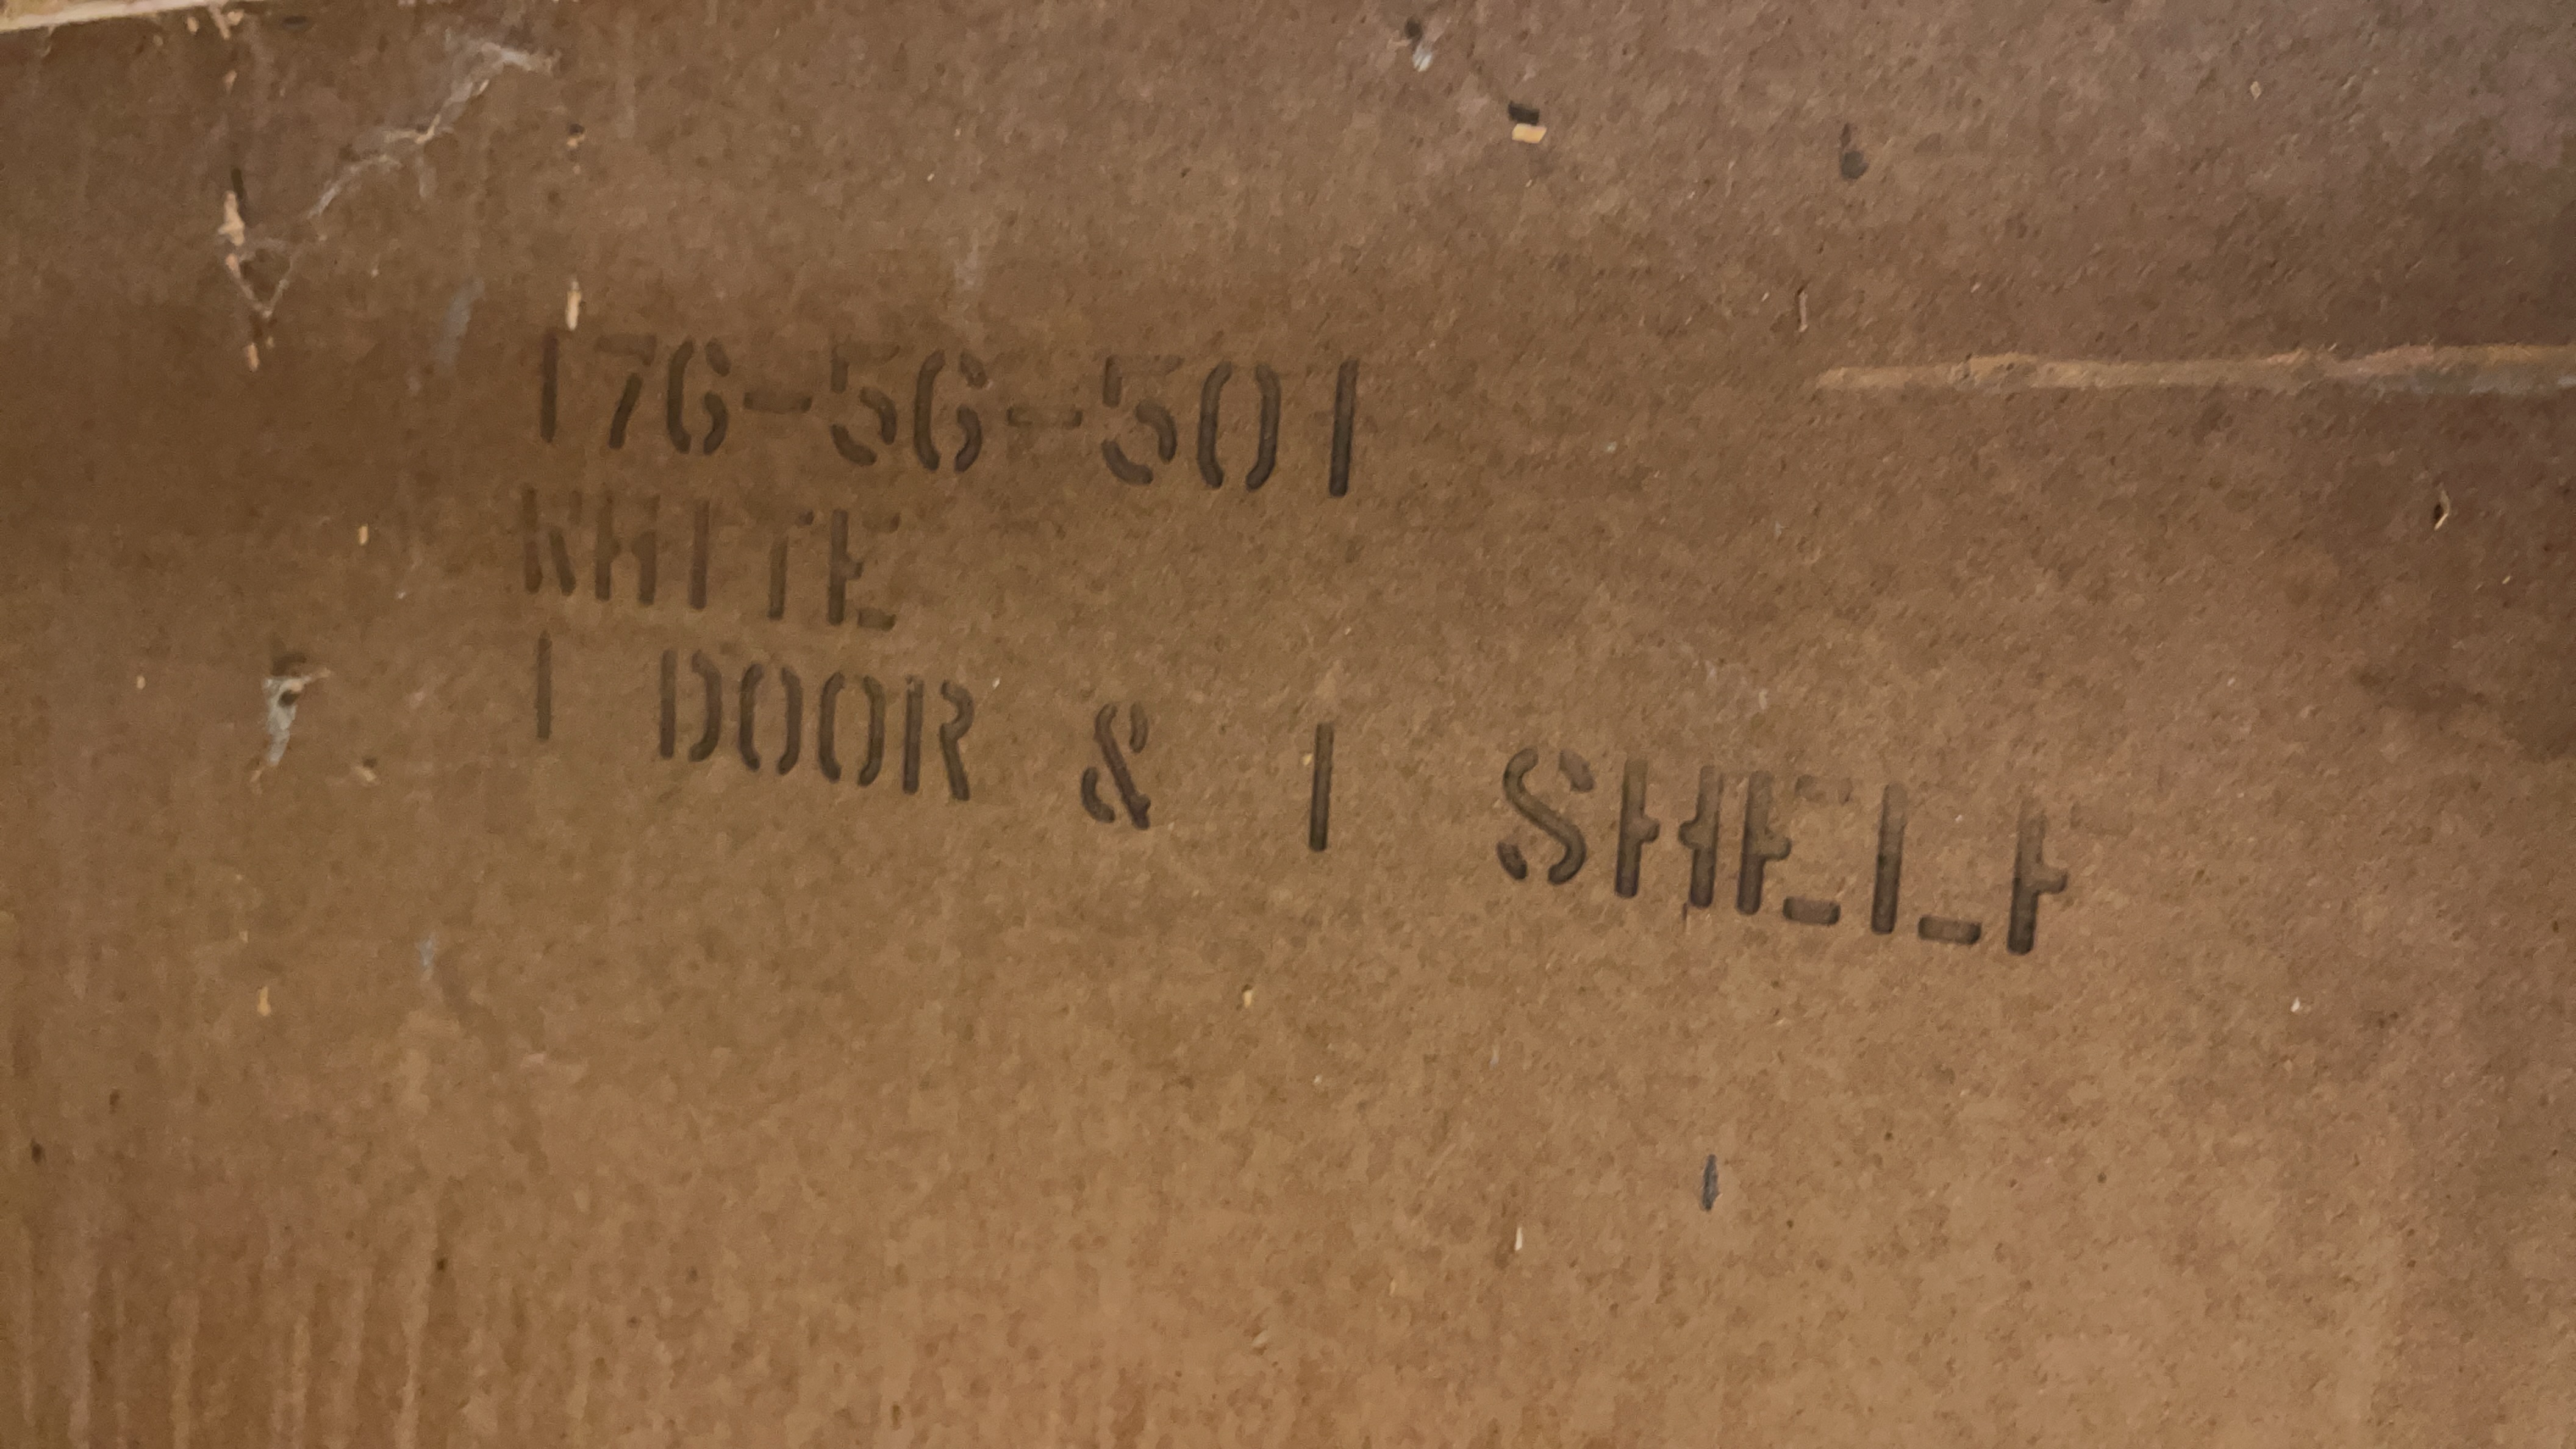 176-56-501
WHITE
1 DOOR & 1 SHELF